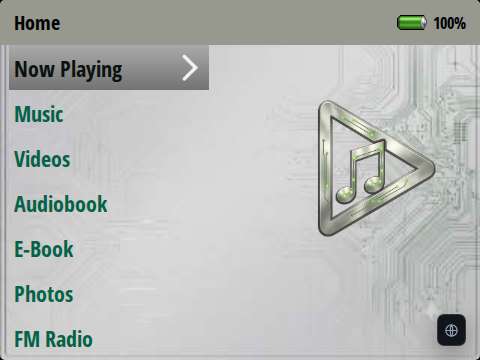 Home
100%
Now Playing
Music
Videos
Audiobook
E-Book
Photos
FM Radio